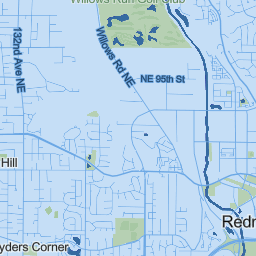 Willows Run Golf Club
132nd Ave NE
Willows Rd NE
NE 95th St
Hill
Redm
yders Corner